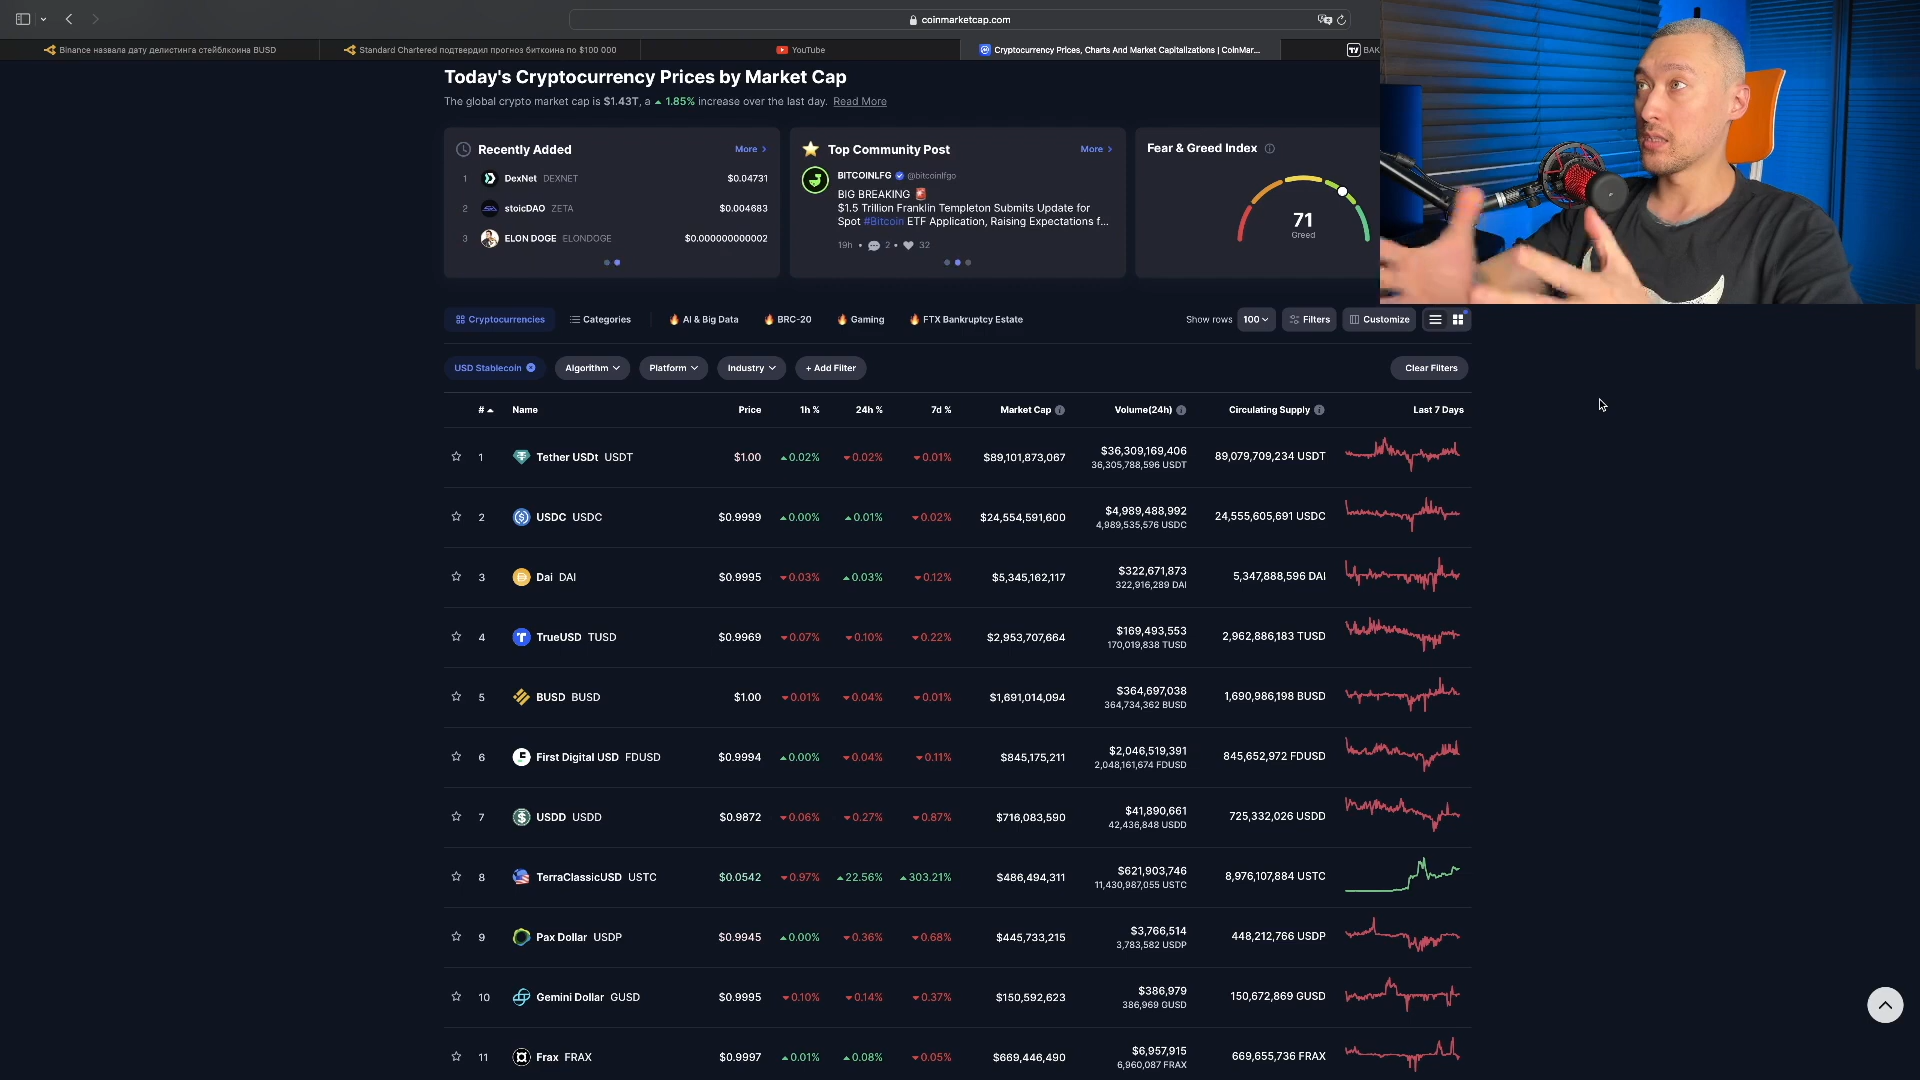 coinmarketcap.com
Binance назвала дату делистинга стейблкоина BUSD
Standard Chartered подтвердил прогноз биткоина по $100 000
YouTube
Cryptocurrency Prices, Charts And Market Capitalizations | CoinMar...
BAK
Today's Cryptocurrency Prices by Market Cap
The global crypto market cap is $1.43T, a ▲ 1.85% increase over the last day. Read More
Recently Added More >
1 DexNet DEXNET $0.04731
2 stoicDAO ZETA $0.004683
3 ELON DOGE ELONDOGE $0.000000000002
Top Community Post More >
BITCOINLFG @bitcoinlfgo
BIG BREAKING 🚨
$1.5 Trillion Franklin Templeton Submits Update for
Spot #Bitcoin ETF Application, Raising Expectations f...
19h • 2 • 32
Fear & Greed Index
71
Greed
Cryptocurrencies Categories AI & Big Data BRC-20 Gaming FTX Bankruptcy Estate Show rows 100 Filters Customize
USD Stablecoin Algorithm Platform Industry + Add Filter Clear Filters
# Name Price 1h % 24h % 7d % Market Cap Volume(24h) Circulating Supply Last 7 Days
1 Tether USDt USDT $1.00 ▲0.02% ▼0.02% ▼0.01% $89,101,873,067 $36,309,169,406 89,079,709,234 USDT
36,305,788,596 USDT
2 USDC USDC $0.9999 ▲0.00% ▲0.01% ▼0.02% $24,554,591,600 $4,989,488,992 24,555,605,691 USDC
4,989,535,576 USDC
3 Dai DAI $0.9995 ▼0.03% ▲0.03% ▼0.12% $5,345,162,117 $322,671,873 5,347,888,596 DAI
322,916,289 DAI
4 TrueUSD TUSD $0.9969 ▼0.07% ▼0.10% ▼0.22% $2,953,707,664 $169,493,553 2,962,886,183 TUSD
170,019,838 TUSD
5 BUSD BUSD $1.00 ▼0.01% ▼0.04% ▼0.01% $1,691,014,094 $364,697,038 1,690,986,198 BUSD
364,734,362 BUSD
6 First Digital USD FDUSD $0.9994 ▲0.00% ▼0.04% ▼0.11% $845,175,211 $2,046,519,391 845,652,972 FDUSD
2,048,161,674 FDUSD
7 USDD USDD $0.9872 ▼0.06% ▼0.27% ▼0.87% $716,083,590 $41,890,661 725,332,026 USDD
42,436,848 USDD
8 TerraClassicUSD USTC $0.0542 ▼0.97% ▲22.56% ▲303.21% $486,494,311 $621,903,746 8,976,107,884 USTC
11,430,987,055 USTC
9 Pax Dollar USDP $0.9945 ▲0.00% ▼0.36% ▼0.68% $445,733,215 $3,766,514 448,212,766 USDP
3,783,582 USDP
10 Gemini Dollar GUSD $0.9995 ▼0.10% ▼0.14% ▼0.37% $150,592,623 $386,979 150,672,869 GUSD
386,969 GUSD
11 Frax FRAX $0.9997 ▲0.01% ▲0.08% ▼0.05% $669,446,490 $6,957,915 669,655,736 FRAX
6,960,087 FRAX